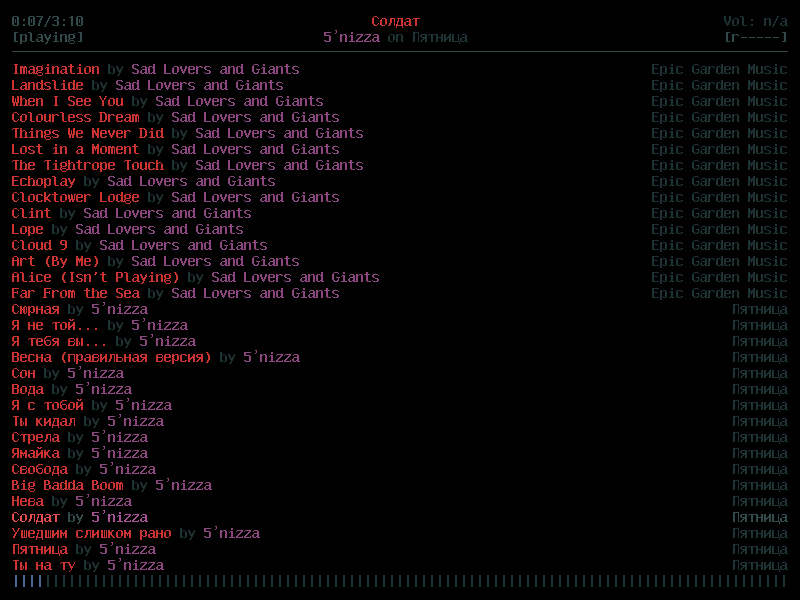 0:07/3:10 Солдат Vol: n/a
[playing] 5'nizza on Пятница [r-----]
Imagination by Sad Lovers and Giants Epic Garden Music
Landslide by Sad Lovers and Giants Epic Garden Music
When I See You by Sad Lovers and Giants Epic Garden Music
Colourless Dream by Sad Lovers and Giants Epic Garden Music
Things We Never Did by Sad Lovers and Giants Epic Garden Music
Lost in a Moment by Sad Lovers and Giants Epic Garden Music
The Tightrope Touch by Sad Lovers and Giants Epic Garden Music
Echoplay by Sad Lovers and Giants Epic Garden Music
Clocktower Lodge by Sad Lovers and Giants Epic Garden Music
Clint by Sad Lovers and Giants Epic Garden Music
Lope by Sad Lovers and Giants Epic Garden Music
Cloud 9 by Sad Lovers and Giants Epic Garden Music
Art (By Me) by Sad Lovers and Giants Epic Garden Music
Alice (Isn't Playing) by Sad Lovers and Giants Epic Garden Music
Far From the Sea by Sad Lovers and Giants Epic Garden Music
Сюрная by 5'nizza Пятница
Я не той... by 5'nizza Пятница
Я тебя вы... by 5'nizza Пятница
Весна (правильная версия) by 5'nizza Пятница
Сон by 5'nizza Пятница
Вода by 5'nizza Пятница
Я с тобой by 5'nizza Пятница
Ты кидал by 5'nizza Пятница
Стрела by 5'nizza Пятница
Ямайка by 5'nizza Пятница
Свобода by 5'nizza Пятница
Big Badda Boom by 5'nizza Пятница
Нева by 5'nizza Пятница
Солдат by 5'nizza Пятница
Ушедшим слишком рано by 5'nizza Пятница
Пятница by 5'nizza Пятница
Ты на ту by 5'nizza Пятница